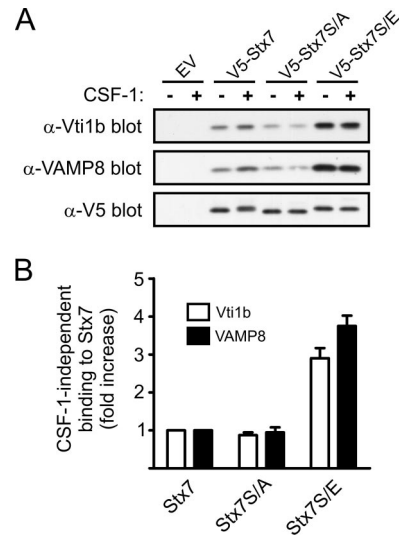 A
EV
V5-Stx7
V5-Stx7S/A
V5-Stx7S/E
CSF-1: - + - + - + - +
α-Vti1b blot
α-VAMP8 blot
α-V5 blot
B
CSF-1-independent
binding to Stx7
(fold increase)
5
4
3
2
1
Vti1b
VAMP8
Stx7
Stx7S/A
Stx7S/E